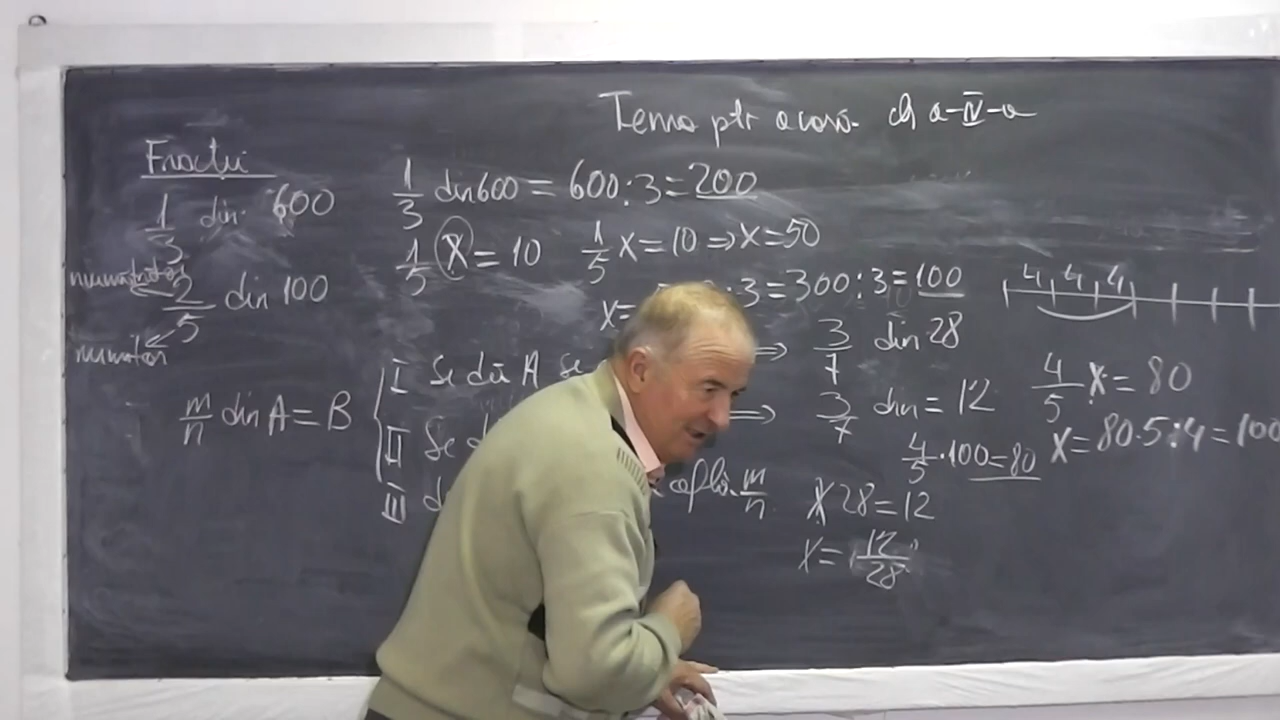 Tema ptr acasă cls a-IV-a
Fracții
1/3 din 600
numărător
2/5 din 100
numitor
m/n din A = B
1/3 din 600 = 600:3 = 200
1/5 x = 10 1/5 x = 10 ⇒ x = 50
x = :3 = 300:3 = 100
I Se dă A se ⇒ 3/7 din 28
II Se d ⇒ 3/7 din = 12
III d aflã m/n
4/5 · 100 = 80
x 28 = 12
x = 12/28
4 4 4
4/5 x = 80
x = 80·5:4 = 100